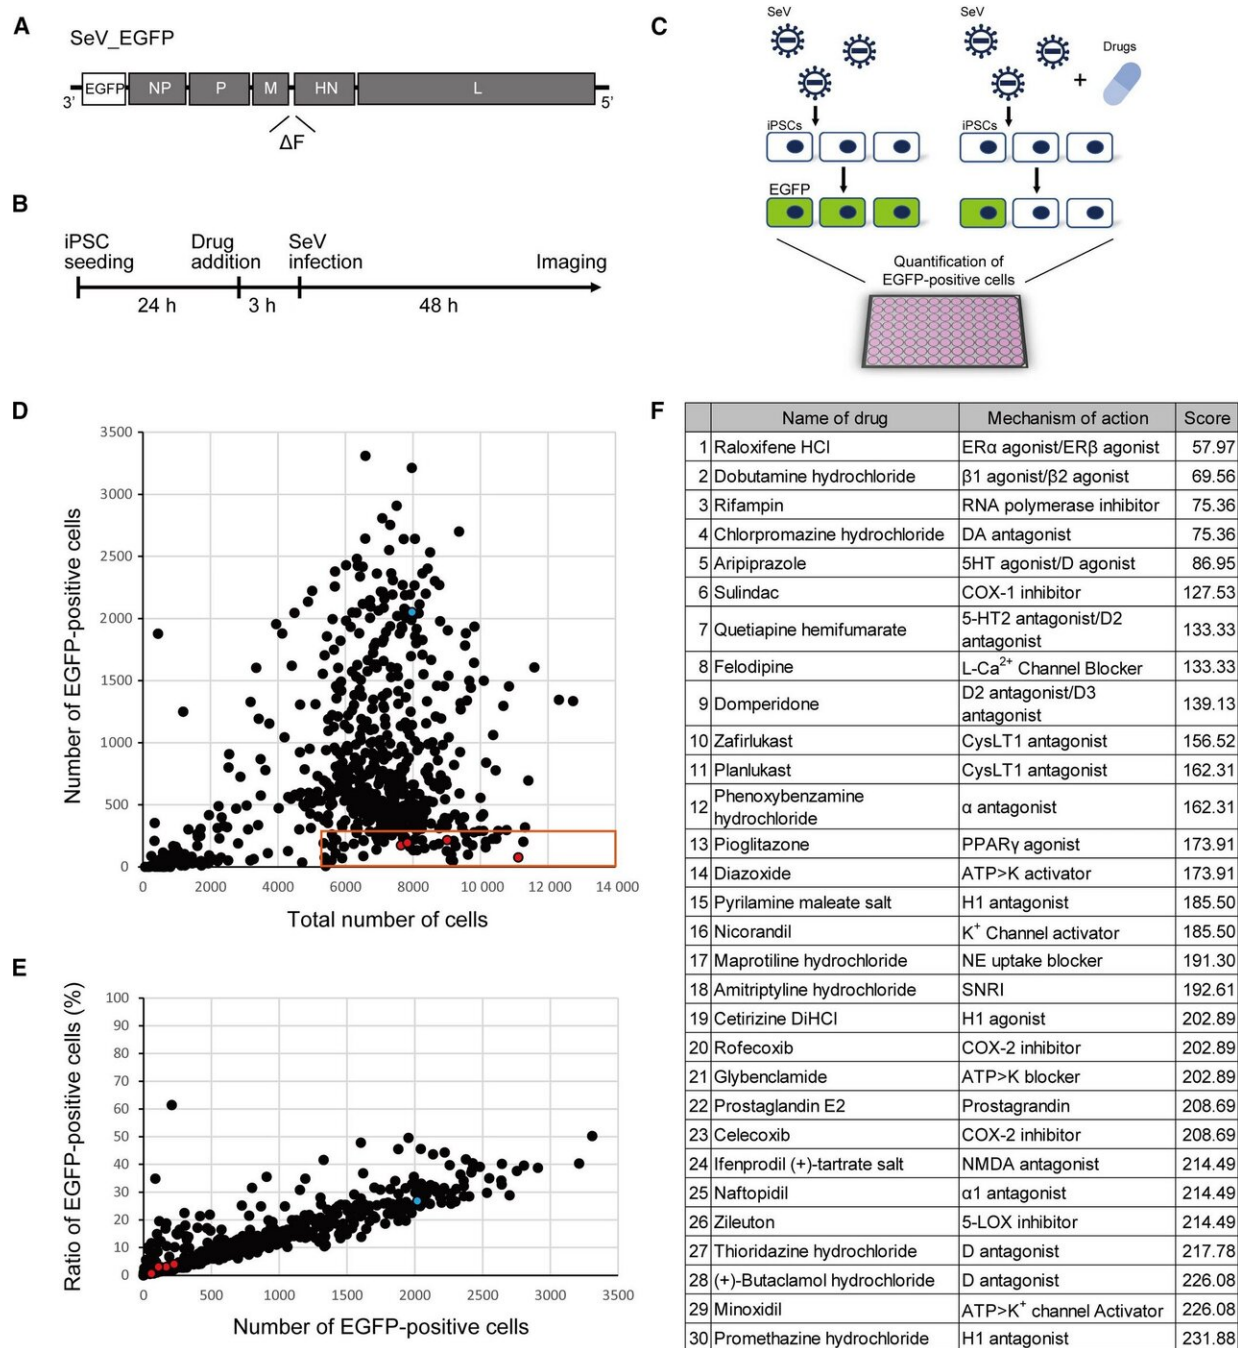 A
SeV_EGFP
EGFP NP P M HN L
3' 5'
ΔF
B
iPSC seeding
Drug addition
SeV infection
Imaging
24 h 3 h 48 h
C
SeV
SeV
Drugs
+
iPSCs
iPSCs
EGFP
Quantification of
EGFP-positive cells
D
Number of EGFP-positive cells
3500
3000
2500
2000
1500
1000
500
0
0 2000 4000 6000 8000 10 000 12 000 14 000
Total number of cells
E
Ratio of EGFP-positive cells (%)
100
90
80
70
60
50
40
30
20
10
0
0 500 1000 1500 2000 2500 3000 3500
Number of EGFP-positive cells
F
Name of drug Mechanism of action Score
1 Raloxifene HCl ERα agonist/ERβ agonist 57.97
2 Dobutamine hydrochloride β1 agonist/β2 agonist 69.56
3 Rifampin RNA polymerase inhibitor 75.36
4 Chlorpromazine hydrochloride DA antagonist 75.36
5 Aripiprazole 5HT agonist/D agonist 86.95
6 Sulindac COX-1 inhibitor 127.53
7 Quetiapine hemifumarate 5-HT2 antagonist/D2 antagonist 133.33
8 Felodipine L-Ca2+ Channel Blocker 133.33
9 Domperidone D2 antagonist/D3 antagonist 139.13
10 Zafirlukast CysLT1 antagonist 156.52
11 Planlukast CysLT1 antagonist 162.31
12 Phenoxybenzamine hydrochloride α antagonist 162.31
13 Pioglitazone PPARγ agonist 173.91
14 Diazoxide ATP>K activator 173.91
15 Pyrilamine maleate salt H1 antagonist 185.50
16 Nicorandil K+ Channel activator 185.50
17 Maprotiline hydrochloride NE uptake blocker 191.30
18 Amitriptyline hydrochloride SNRI 192.61
19 Cetirizine DiHCl H1 agonist 202.89
20 Rofecoxib COX-2 inhibitor 202.89
21 Glybenclamide ATP>K blocker 202.89
22 Prostaglandin E2 Prostagrandin 208.69
23 Celecoxib COX-2 inhibitor 208.69
24 Ifenprodil (+)-tartrate salt NMDA antagonist 214.49
25 Naftopidil α1 antagonist 214.49
26 Zileuton 5-LOX inhibitor 214.49
27 Thioridazine hydrochloride D antagonist 217.78
28 (+)-Butaclamol hydrochloride D antagonist 226.08
29 Minoxidil ATP>K+ channel Activator 226.08
30 Promethazine hydrochloride H1 antagonist 231.88